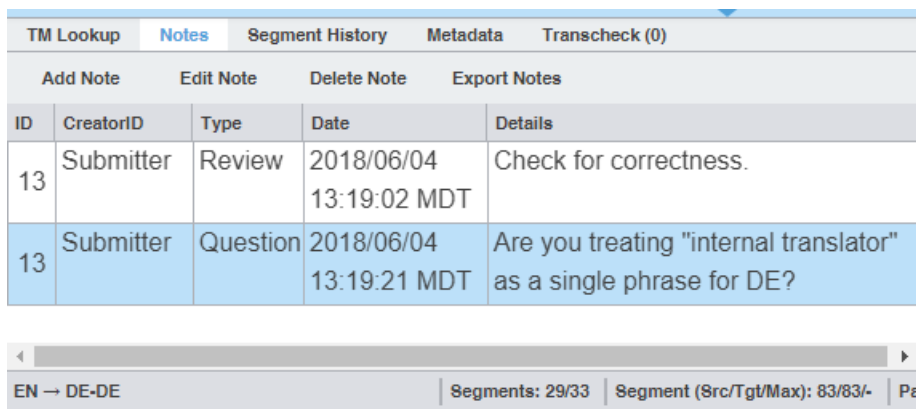 TM Lookup Notes Segment History Metadata Transcheck (0)
Add Note Edit Note Delete Note Export Notes
ID CreatorID Type Date Details
13 Submitter Review 2018/06/04 13:19:02 MDT Check for correctness.
13 Submitter Question 2018/06/04 13:19:21 MDT Are you treating "internal translator" as a single phrase for DE?
EN → DE-DE Segments: 29/33 Segment (Src/Tgt/Max): 83/83/- Pa